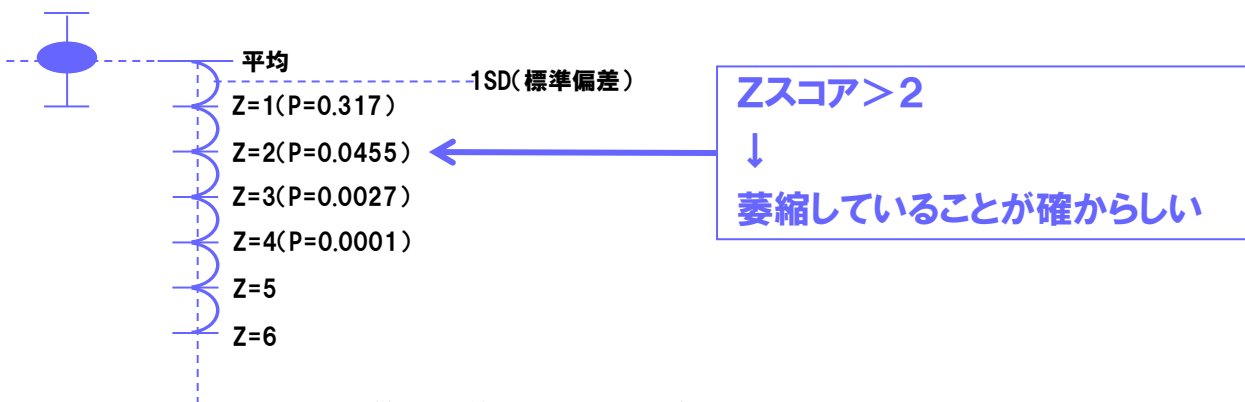 平均
1SD(標準偏差)
Z=1(P=0.317)
Z=2(P=0.0455)
Z=3(P=0.0027)
Z=4(P=0.0001)
Z=5
Z=6
Zスコア>2
↓
萎縮していることが確からしい